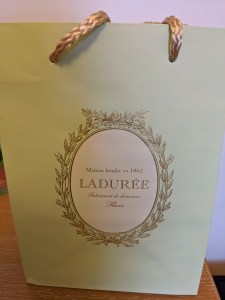 Maison fondée en 1862
LADURÉE
Fabricant de douceurs
Paris